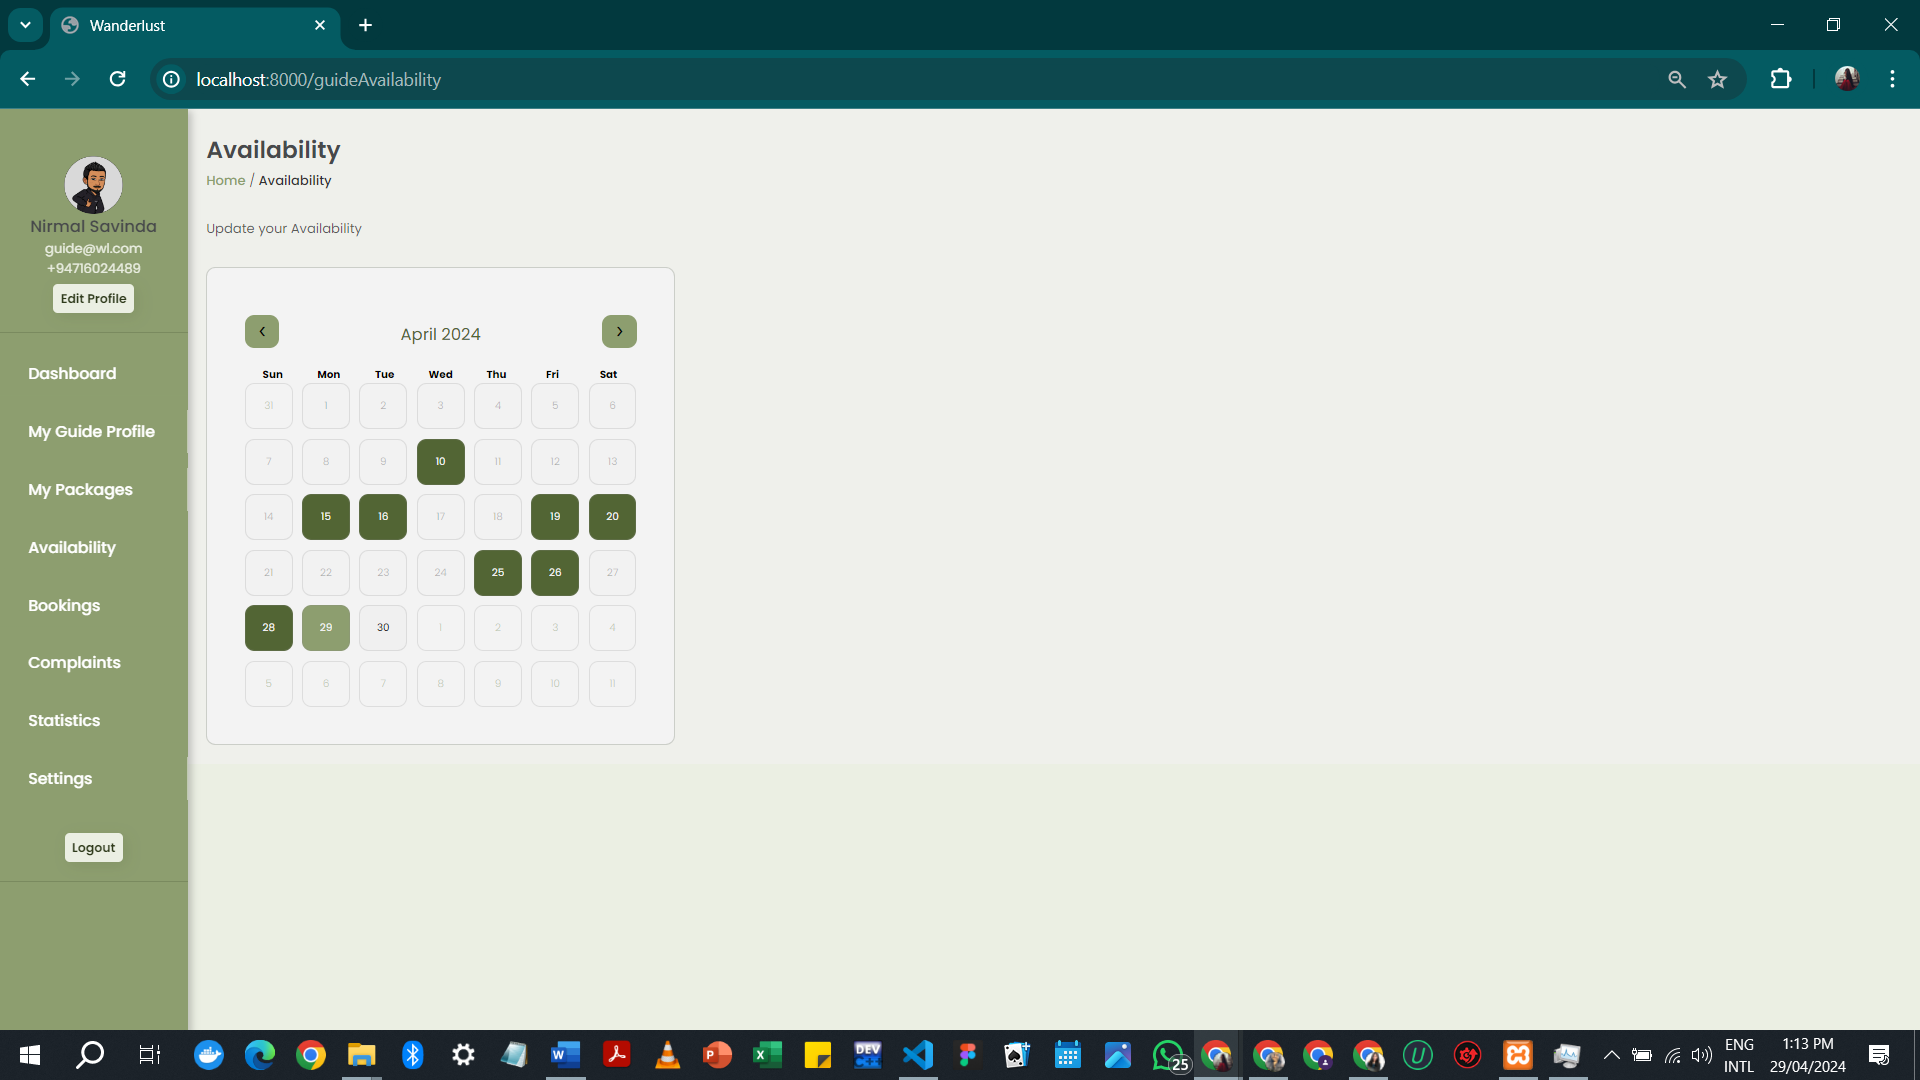 Wanderlust
localhost:8000/guideAvailability
Nirmal Savinda
guide@wl.com
+94716024489
Edit Profile
Dashboard
My Guide Profile
My Packages
Availability
Bookings
Complaints
Statistics
Settings
Logout
Availability
Home / Availability
Update your Availability
April 2024
Sun Mon Tue Wed Thu Fri Sat
31 1 2 3 4 5 6
7 8 9 10 11 12 13
14 15 16 17 18 19 20
21 22 23 24 25 26 27
28 29 30 1 2 3 4
5 6 7 8 9 10 11
DEV
C++
25
ENG
INTL
1:13 PM
29/04/2024